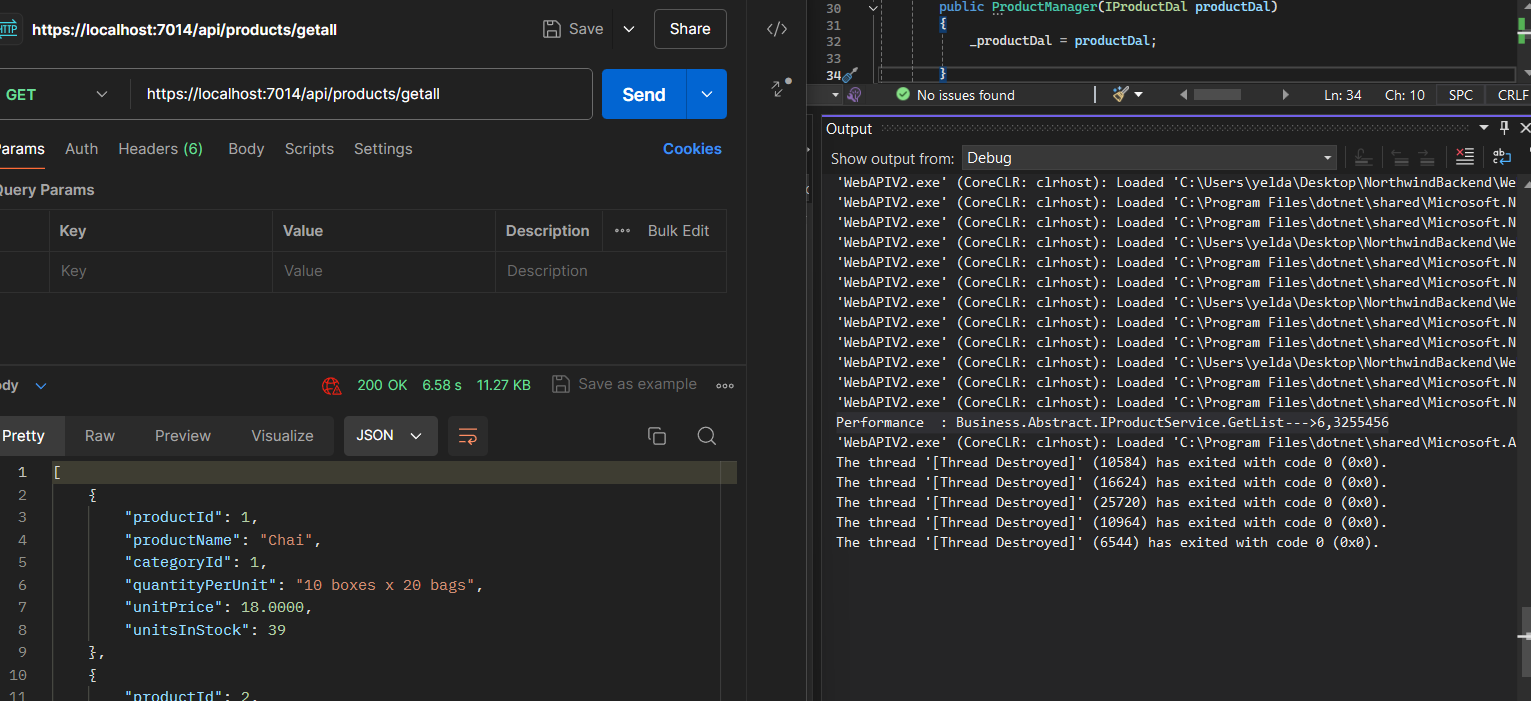 HTTP https://localhost:7014/api/products/getall
Save Share
GET https://localhost:7014/api/products/getall Send
arams Auth Headers (6) Body Scripts Settings Cookies
Query Params
Key Value Description Bulk Edit
Key Value Description
dy 200 OK 6.58 s 11.27 KB Save as example
Pretty Raw Preview Visualize JSON
1 [
2 {
3 "productId": 1,
4 "productName": "Chai",
5 "categoryId": 1,
6 "quantityPerUnit": "10 boxes x 20 bags",
7 "unitPrice": 18.0000,
8 "unitsInStock": 39
9 },
10 {
11 "productId": 2,
30 public ProductManager(IProductDal productDal)
31 {
32 _productDal = productDal;
33
34 }
No issues found Ln: 34 Ch: 10 SPC CRLF
Output
Show output from: Debug
'WebAPIV2.exe' (CoreCLR: clrhost): Loaded 'C:\Users\yelda\Desktop\NorthwindBackend\We
'WebAPIV2.exe' (CoreCLR: clrhost): Loaded 'C:\Program Files\dotnet\shared\Microsoft.N
'WebAPIV2.exe' (CoreCLR: clrhost): Loaded 'C:\Program Files\dotnet\shared\Microsoft.N
'WebAPIV2.exe' (CoreCLR: clrhost): Loaded 'C:\Users\yelda\Desktop\NorthwindBackend\We
'WebAPIV2.exe' (CoreCLR: clrhost): Loaded 'C:\Program Files\dotnet\shared\Microsoft.N
'WebAPIV2.exe' (CoreCLR: clrhost): Loaded 'C:\Program Files\dotnet\shared\Microsoft.N
'WebAPIV2.exe' (CoreCLR: clrhost): Loaded 'C:\Users\yelda\Desktop\NorthwindBackend\We
'WebAPIV2.exe' (CoreCLR: clrhost): Loaded 'C:\Program Files\dotnet\shared\Microsoft.N
'WebAPIV2.exe' (CoreCLR: clrhost): Loaded 'C:\Program Files\dotnet\shared\Microsoft.N
'WebAPIV2.exe' (CoreCLR: clrhost): Loaded 'C:\Users\yelda\Desktop\NorthwindBackend\We
'WebAPIV2.exe' (CoreCLR: clrhost): Loaded 'C:\Program Files\dotnet\shared\Microsoft.N
'WebAPIV2.exe' (CoreCLR: clrhost): Loaded 'C:\Program Files\dotnet\shared\Microsoft.N
Performance : Business.Abstract.IProductService.GetList--->6,3255456
'WebAPIV2.exe' (CoreCLR: clrhost): Loaded 'C:\Program Files\dotnet\shared\Microsoft.A
The thread '[Thread Destroyed]' (10584) has exited with code 0 (0x0).
The thread '[Thread Destroyed]' (16624) has exited with code 0 (0x0).
The thread '[Thread Destroyed]' (25720) has exited with code 0 (0x0).
The thread '[Thread Destroyed]' (10964) has exited with code 0 (0x0).
The thread '[Thread Destroyed]' (6544) has exited with code 0 (0x0).